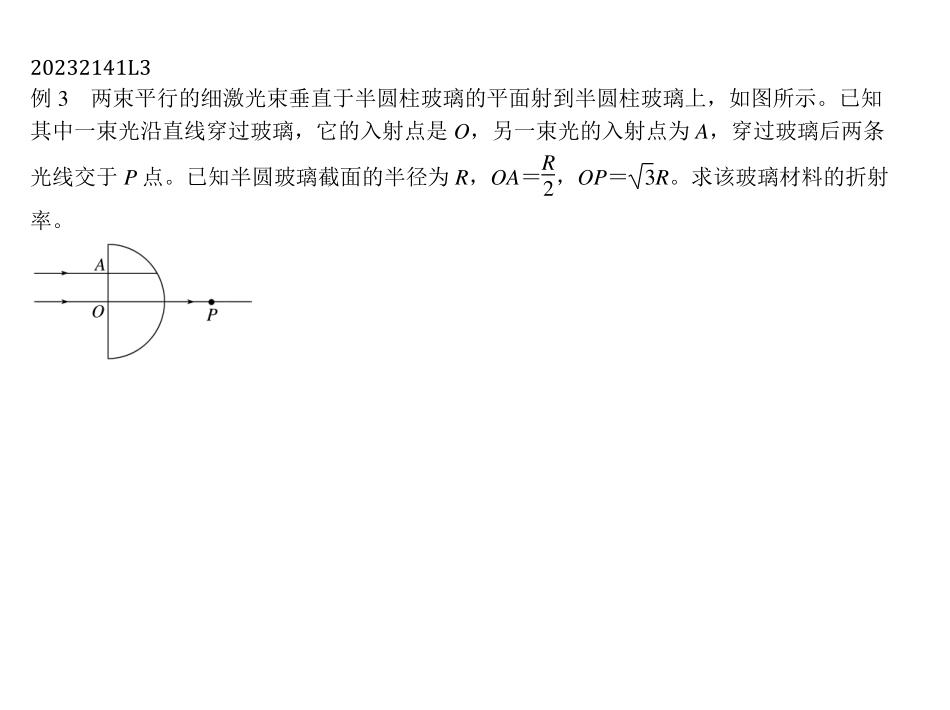 20232141L3
例 3　两束平行的细激光束垂直于半圆柱玻璃的平面射到半圆柱玻璃上，如图所示。已知
其中一束光沿直线穿过玻璃，它的入射点是 O，另一束光的入射点为 A，穿过玻璃后两条
光线交于 P 点。已知半圆玻璃截面的半径为 R，OA=R/2，OP=√3R。求该玻璃材料的折射
率。
A
O
P